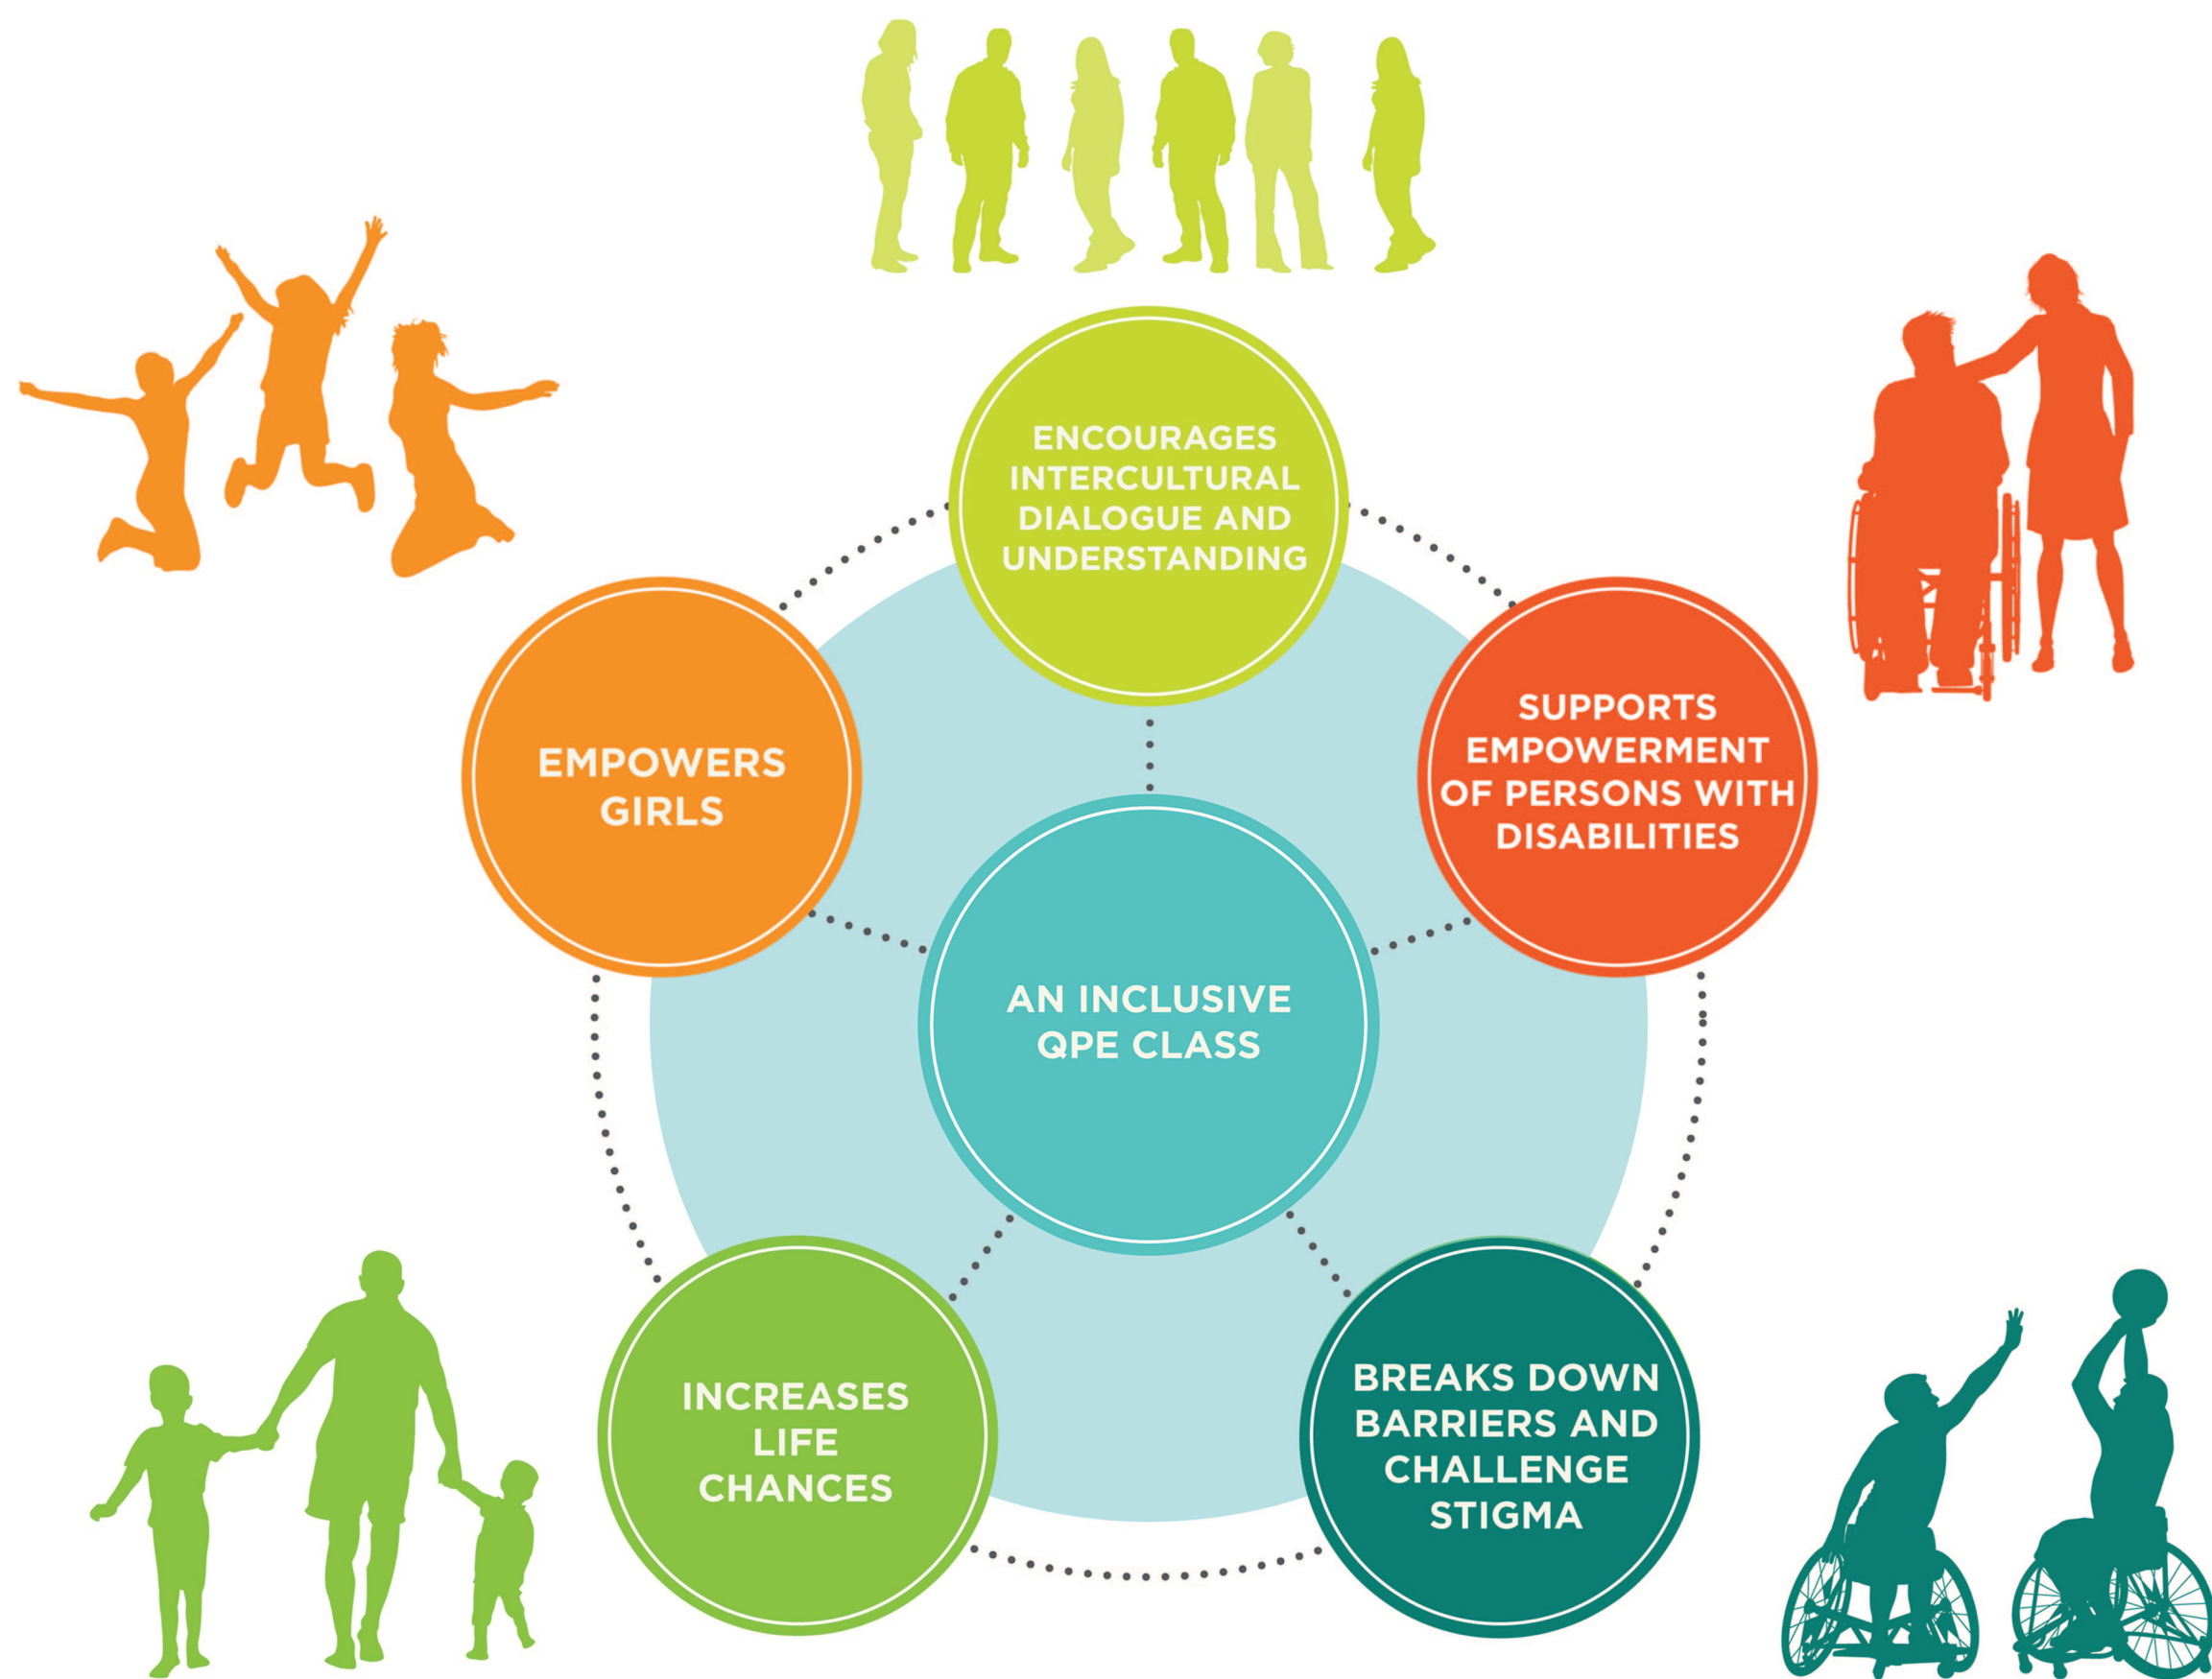 ENCOURAGES
INTERCULTURAL
DIALOGUE AND
UNDERSTANDING
EMPOWERS
GIRLS
SUPPORTS
EMPOWERMENT
OF PERSONS WITH
DISABILITIES
AN INCLUSIVE
QPE CLASS
INCREASES
LIFE
CHANCES
BREAKS DOWN
BARRIERS AND
CHALLENGE
STIGMA